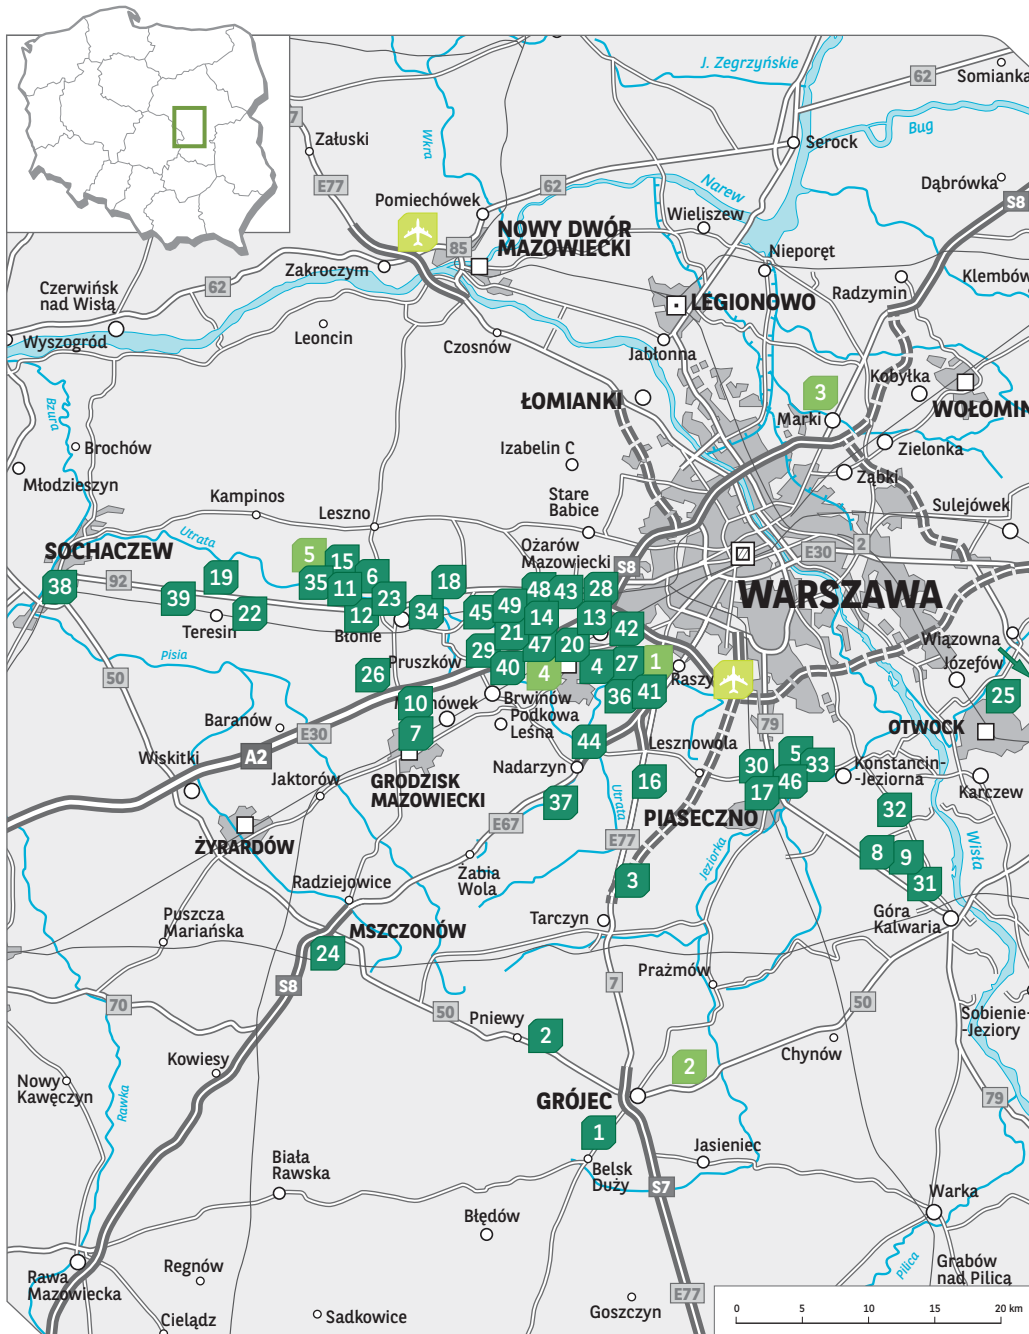 J. Zegrzyńskie
62
Somianka
7
Załuski
Wkra
Bug
Serock
E77
62
Narew
Dąbrówka
Pomiechówek
Wieliszew
S8
NOWY DWÓR
MAZOWIECKI
85
Nieporęt
Zakroczym
Klembów
Czerwińsk
nad Wisłą
62
Radzymin
LEGIONOWO
Leoncin
Wyszogród
Czosnów
Jabłonna
Kobyłka
3
Bzura
ŁOMIANKI
WOŁOMIN
Marki
Brochów
Izabelin C
Zielonka
Młodzieszyn
Ząbki
Kampinos
Stare
Babice
Leszno
Sulejówek
Utrata
Ożarów
Mazowiecki
2
E30
SOCHACZEW
5
15
S8
38
92
19
35
11
6
18
48
43
28
WARSZAWA
39
22
12
23
34
45
49
14
13
42
Teresin
Błonie
21
Wiązowna
Pisia
29
47
20
Pruszków
40
4
4
27
1
Józefów
50
26
Raszy
25
10
Brwinów
36
41
Baranów
nówek
Podkowa
Leśna
79
E30
7
OTWOCK
44
Lesznowola
5
Wiskitki
A2
30
33
Konstancin-
-Jeziorna
Jaktorów
GRODZISK
MAZOWIECKI
Nadarzyn
16
46
17
Karczew
37
Utrata
32
PIASECZNO
E67
Wisła
ŻYRARDÓW
E77
Jeziorka
8
9
Żabia
Wola
3
31
Radziejowice
Puszcza
Mariańska
Tarczyn
Góra
Kalwaria
MSZCZONÓW
24
Prażmów
S8
7
70
50
50
Sobienie-
-Jeziory
Pniewy
2
Chynów
Kowiesy
2
Nowy
Kawęczyn
79
Rawka
GRÓJEC
1
Jasieniec
Biała
Rawska
Belsk
Duży
S7
Warka
Błędów
Regnów
Pilica
Grabów
nad Pilicą
Rawa
Mazowiecka
E77
Goszczyn
Sadkowice
Cielądz
0 5 10 15 20 km